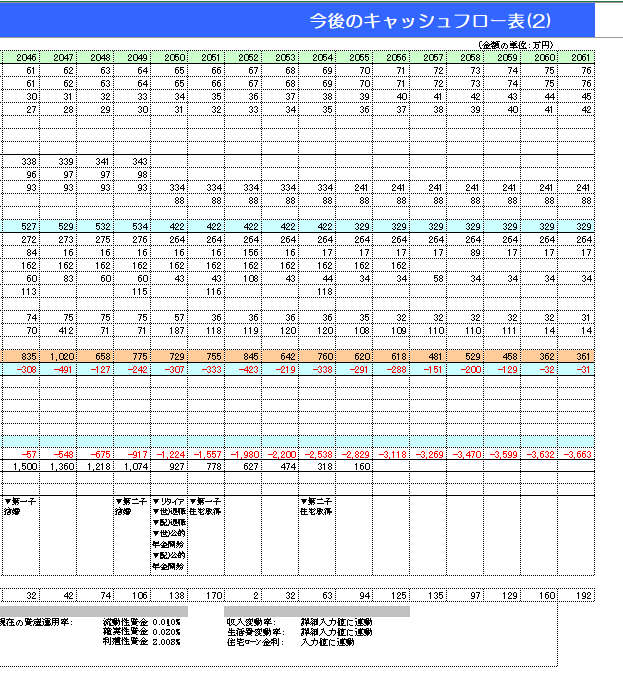 今後のキャッシュフロー表(2)
(金額の単位:万円)
2046 2047 2048 2049 2050 2051 2052 2053 2054 2055 2056 2057 2058 2059 2060 2061
61 62 63 64 65 66 67 68 69 70 71 72 73 74 75 76
61 62 63 64 65 66 67 68 69 70 71 72 73 74 75 76
30 31 32 33 34 35 36 37 38 39 40 41 42 43 44 45
27 28 29 30 31 32 33 34 35 36 37 38 39 40 41 42
338 339 341 343
96 97 97 98
93 93 93 93 334 334 334 334 334 241 241 241 241 241 241 241
88 88 88 88 88 88 88 88 88 88 88 88
527 529 532 534 422 422 422 422 422 329 329 329 329 329 329 329
272 273 275 276 264 264 264 264 264 264 264 264 264 264 264 264
84 16 16 16 16 16 156 16 17 17 17 17 89 17 17 17
162 162 162 162 162 162 162 162 162 162 162
60 83 60 60 43 43 108 43 44 34 34 58 34 34 34 34
113 115 116 118
74 75 75 75 57 36 36 36 36 35 32 32 32 32 32 31
70 412 71 71 187 118 119 120 120 108 109 110 110 111 14 14
835 1,020 658 775 729 755 845 642 760 620 618 481 529 458 362 361
-308 -491 -127 -242 -307 -333 -423 -219 -338 -291 -288 -151 -200 -129 -32 -31
-57 -548 -675 -917 -1,224 -1,557 -1,980 -2,200 -2,538 -2,829 -3,118 -3,269 -3,470 -3,599 -3,632 -3,663
1,500 1,360 1,218 1,074 927 778 627 474 318 160
▼第一子 ▼第二子 ▼リタイア ▼第一子 ▼第二子
結婚 結婚 ▼世)退職 住宅取得 住宅取得
▼配)退職
▼世)公的
年金開始
▼配)公的
年金開始
32 42 74 106 138 170 2 32 63 94 125 135 97 129 160 192
現在の資産運用率: 流動性資金 0.010% 収入変動率: 詳細入力値に連動
確実性資金 0.020% 生活費変動率: 詳細入力値に連動
利殖性資金 2.008% 住宅ローン金利: 入力値に連動